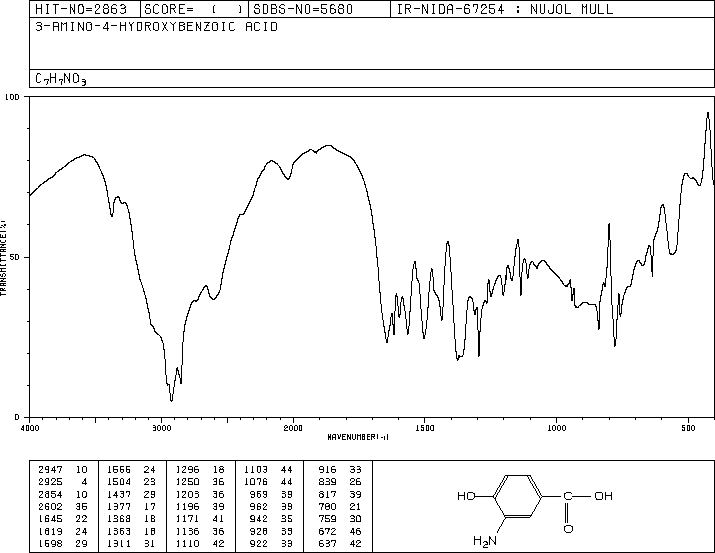 HIT-NO=2863 SCORE= ( ) SDBS-NO=5680 IR-NIDA-67254 : NUJOL MULL
3-AMINO-4-HYDROXYBENZOIC ACID
C7H7NO3
100
50
0
TRANSMITTANCE(%)
4000 3000 2000 1500 1000 500
WAVENUMBER(-1)
2947 10 1566 24 1296 18 1103 44 916 33
2925 4 1504 23 1250 36 1076 44 839 26
2854 10 1437 29 1203 36 969 39 817 39
2602 35 1377 17 1196 39 962 39 780 21
1645 22 1368 18 1171 41 942 35 759 30
1619 24 1363 18 1136 36 928 39 672 46
1598 29 1311 31 1110 42 922 39 637 42
HO
C
OH
O
H2N